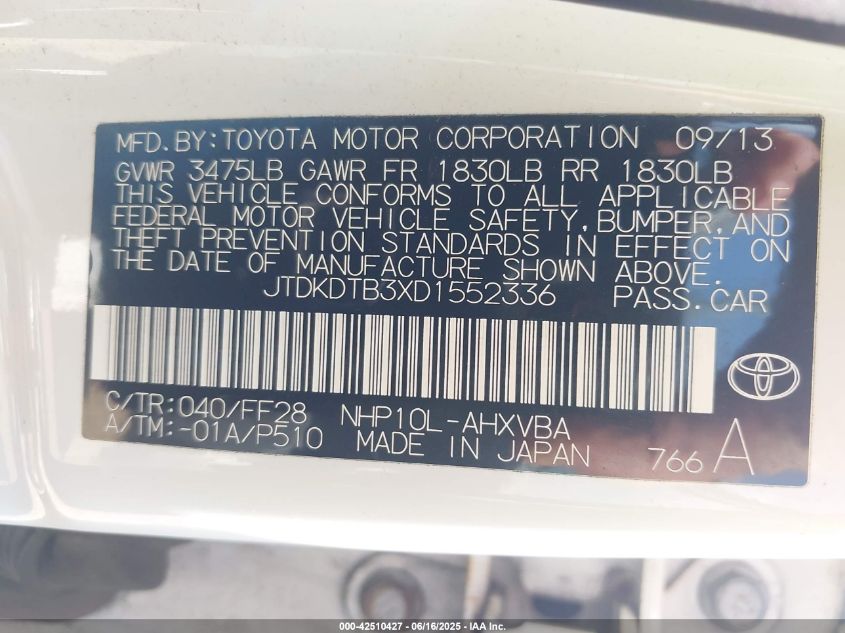 MFD.BY:TOYOTA MOTOR CORPORATION 09/13
GVWR 3475LB GAWR FR 1830LB RR 1830LB
THIS VEHICLE CONFORMS TO ALL APPLICABLE
FEDERAL MOTOR VEHICLE SAFETY,BUMPER,AND
THEFT PREVENTION STANDARDS IN EFFECT ON
THE DATE OF MANUFACTURE SHOWN ABOVE.
JTDKDTB3XD1552336 PASS.CAR
C/TR:040/FF28 NHP10L-AHXVBA
A/TM:-01A/P510 MADE IN JAPAN 766 A
000-42510427 - 06/16/2025 - IAA Inc.